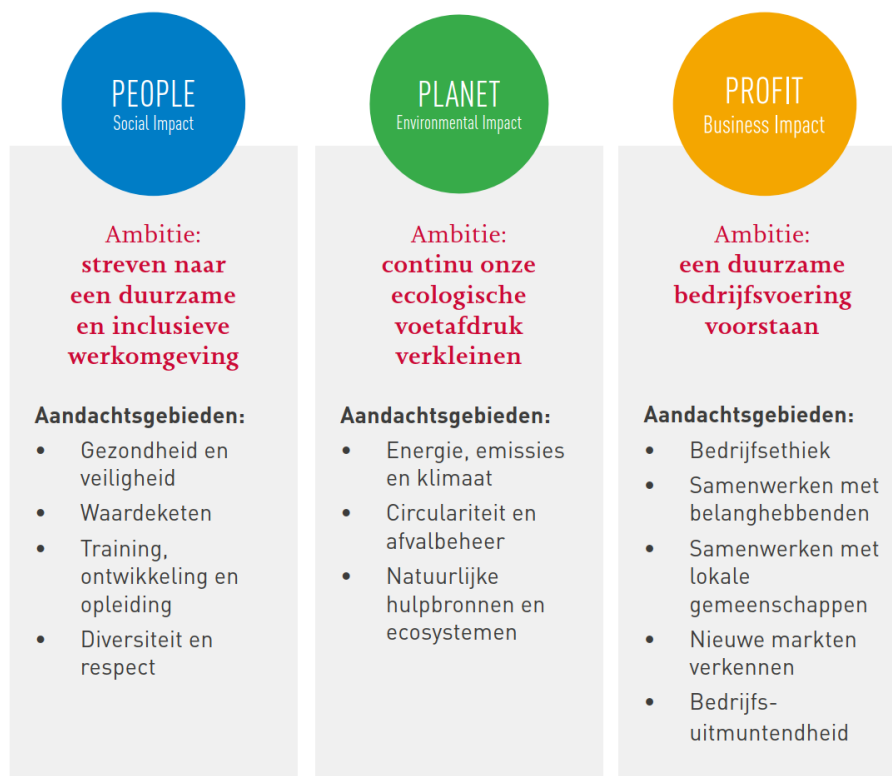 PEOPLE
Social Impact
Ambitie:
streven naar
een duurzame
en inclusieve
werkomgeving
Aandachtsgebieden:
• Gezondheid en
veiligheid
• Waardeketen
• Training,
ontwikkeling en
opleiding
• Diversiteit en
respect
PLANET
Environmental Impact
Ambitie:
continu onze
ecologische
voetafdruk
verkleinen
Aandachtsgebieden:
• Energie, emissies
en klimaat
• Circulariteit en
afvalbeheer
• Natuurlijke
hulpbronnen en
ecosystemen
PROFIT
Business Impact
Ambitie:
een duurzame
bedrijfsvoering
voorstaan
Aandachtsgebieden:
• Bedrijfsethiek
• Samenwerken met
belanghebbenden
• Samenwerken met
lokale
gemeenschappen
• Nieuwe markten
verkennen
• Bedrijfs-
uitmuntendheid